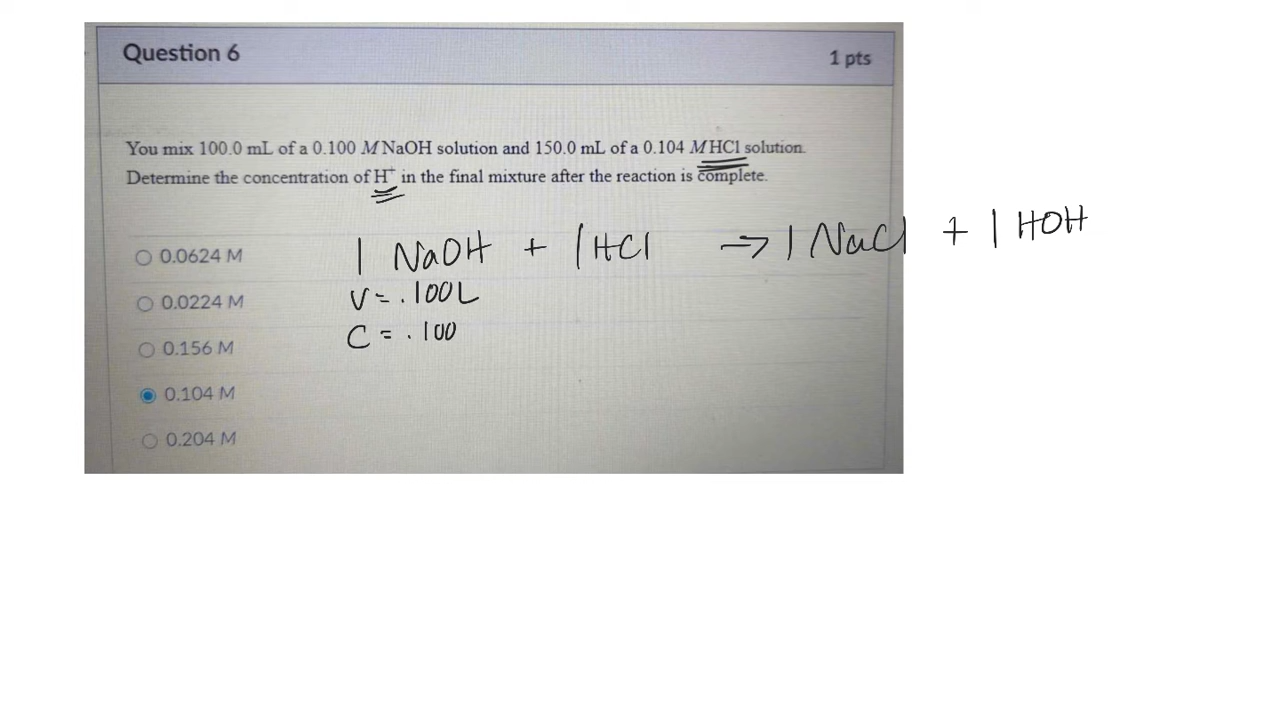 Question 6
1 pts
You mix 100.0 mL of a 0.100 M NaOH solution and 150.0 mL of a 0.104 M HCl solution.
Determine the concentration of H⁺ in the final mixture after the reaction is complete.
0.0624 M
0.0224 M
0.156 M
0.104 M
0.204 M
1 NaOH + 1 HCl → 1 NaCl + 1 HOH
V = .100L
C = .100